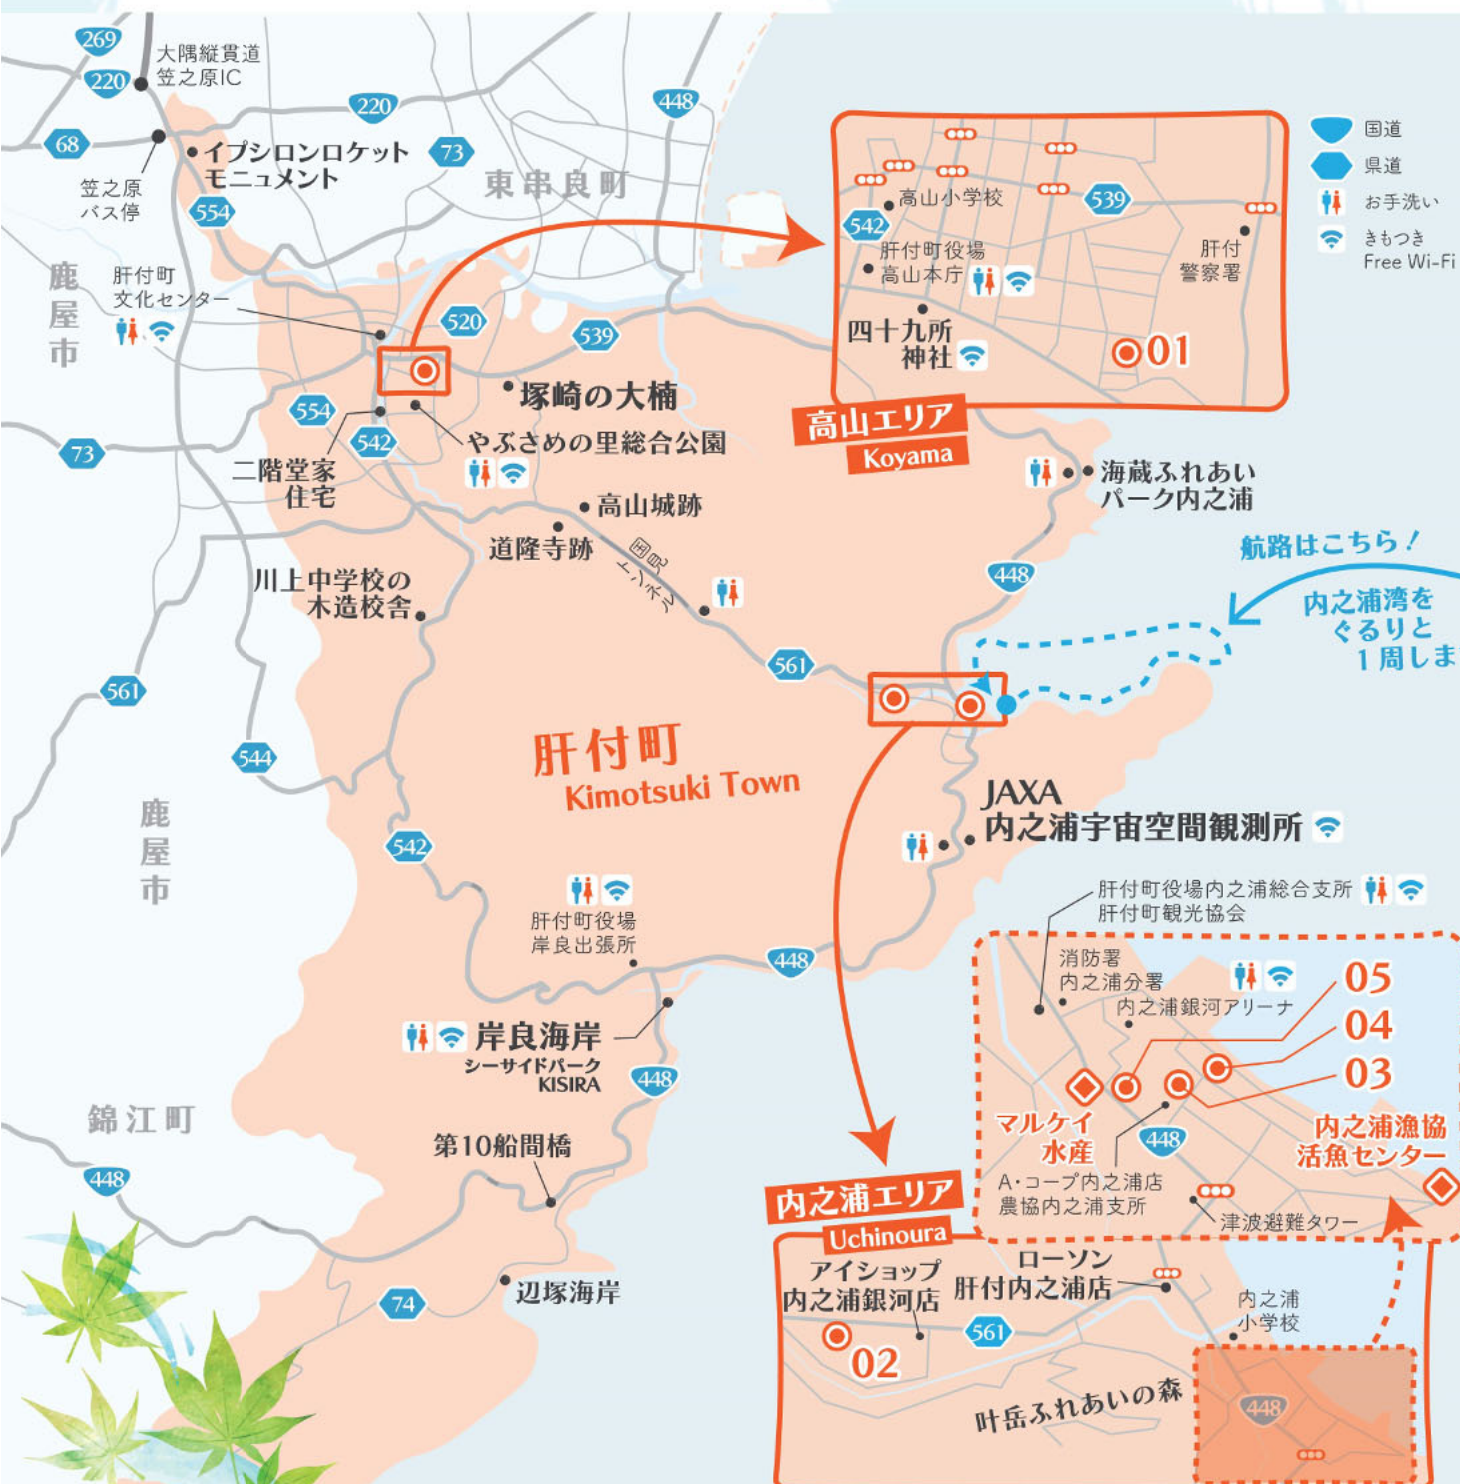 269
220
大隅縦貫道
笠之原IC
220
448
68
笠之原
バス停
イプシロンロケット
モニュメント
73
東串良町
554
鹿屋市
肝付町
文化センター
520
539
554
542
73
塚崎の大楠
やぶさめの里総合公園
二階堂家
住宅
高山城跡
道隆寺跡
国見
トンネル
川上中学校の
木造校舎
561
544
鹿屋市
561
肝付町
Kimotsuki Town
542
肝付町役場
岸良出張所
448
岸良海岸
シーサイドパーク
KISIRA
448
錦江町
448
第10船間橋
74
辺塚海岸
国道
県道
お手洗い
きもつき
Free Wi-Fi
高山小学校
539
542
肝付町役場
高山本庁
肝付
警察署
四十九所
神社
01
高山エリア
Koyama
海蔵ふれあい
パーク内之浦
448
航路はこちら！
内之浦湾を
ぐるりと
1周しま
JAXA
内之浦宇宙空間観測所
肝付町役場内之浦総合支所
肝付町観光協会
消防署
内之浦分署
内之浦銀河アリーナ
05
04
03
マルケイ
水産
448
内之浦漁協
活魚センター
A・コープ内之浦店
農協内之浦支所
津波避難タワー
内之浦エリア
Uchinoura
アイショップ
内之浦銀河店
ローソン
肝付内之浦店
内之浦
小学校
561
02
叶岳ふれあいの森
448